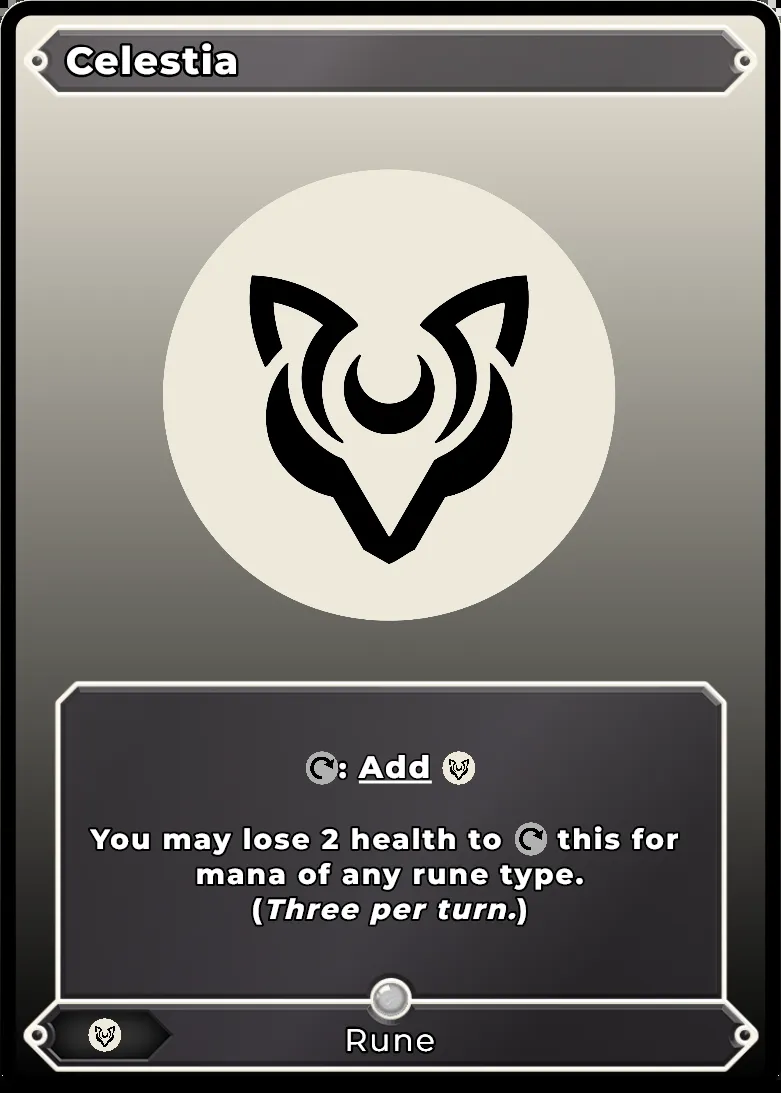 Celestia
: Add
You may lose 2 health to this for
mana of any rune type.
(Three per turn.)
Rune